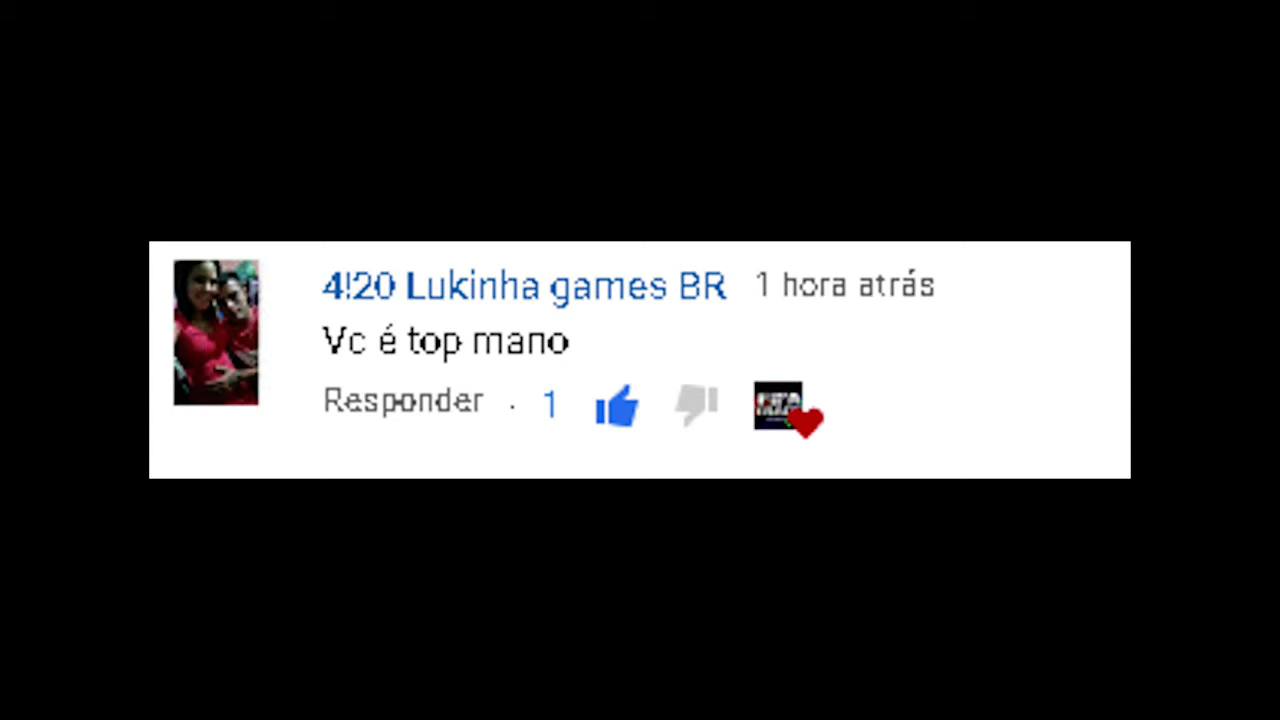 4!20 Lukinha games BR 1 hora atrás
Vc é top mano
Responder · 1